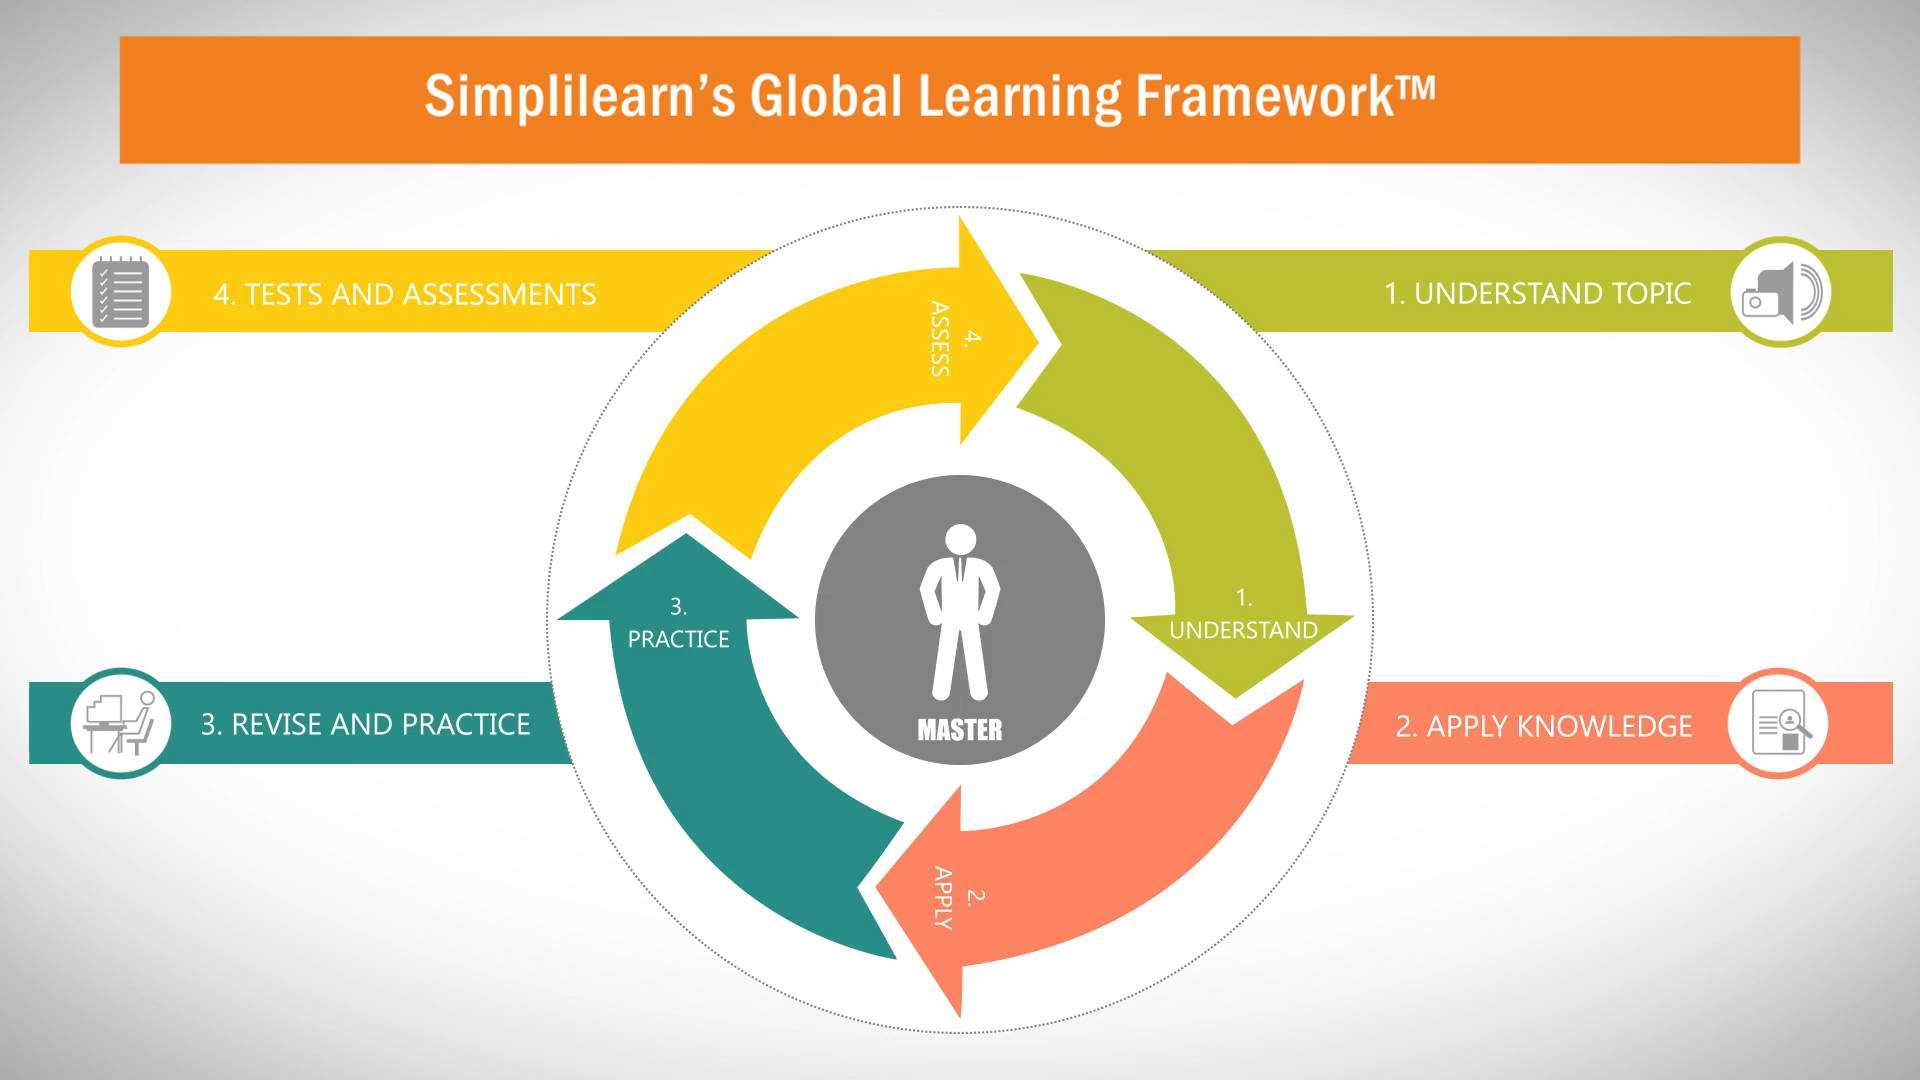 Simplilearn’s Global Learning Framework™
4. TESTS AND ASSESSMENTS
1. UNDERSTAND TOPIC
4.
ASSESS
1.
UNDERSTAND
3.
PRACTICE
MASTER
3. REVISE AND PRACTICE
2. APPLY KNOWLEDGE
2.
APPLY